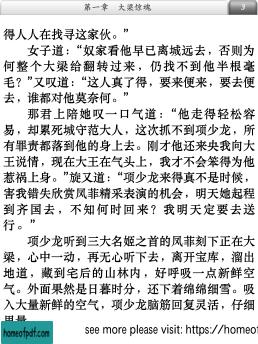 第一章　大梁惊魂
3
得人人在找寻这家伙。”
女子道：“奴家看他早已离城远去，否则为
何整个大梁给翻转过来，仍找不到他半根毫
毛？”又叹道：“这人真了得，要来便来，要去便
去，谁都对他莫奈何。”
那君上陪她叹一口气道：“他走得轻松容
易，却累死城守范大人，这次抓不到项少龙，所
有罪责都落到他的身上去。刚才他还来央我向大
王说情，现在大王在气头上，我才不会笨得为他
惹祸上身。”旋又道：“项少龙来得真不是时候，
害我错失欣赏凤菲精采表演的机会，明天她起程
到齐国去，不知何时回来？我明天定要去送
行。”
项少龙听到三大名姬之首的凤菲刻下正在大
梁，心中一动，再无心听下去，离开宝库，溜出
地道，藏到宅后的山林内，好呼吸一点新鲜空
气。外面果然是日暮时分，还下着绵绵细雪。吸
入大量新鲜的空气，项少龙脑筋回复灵活，仔细
思量
homeofpdf.com
see more please visit: https://homeof